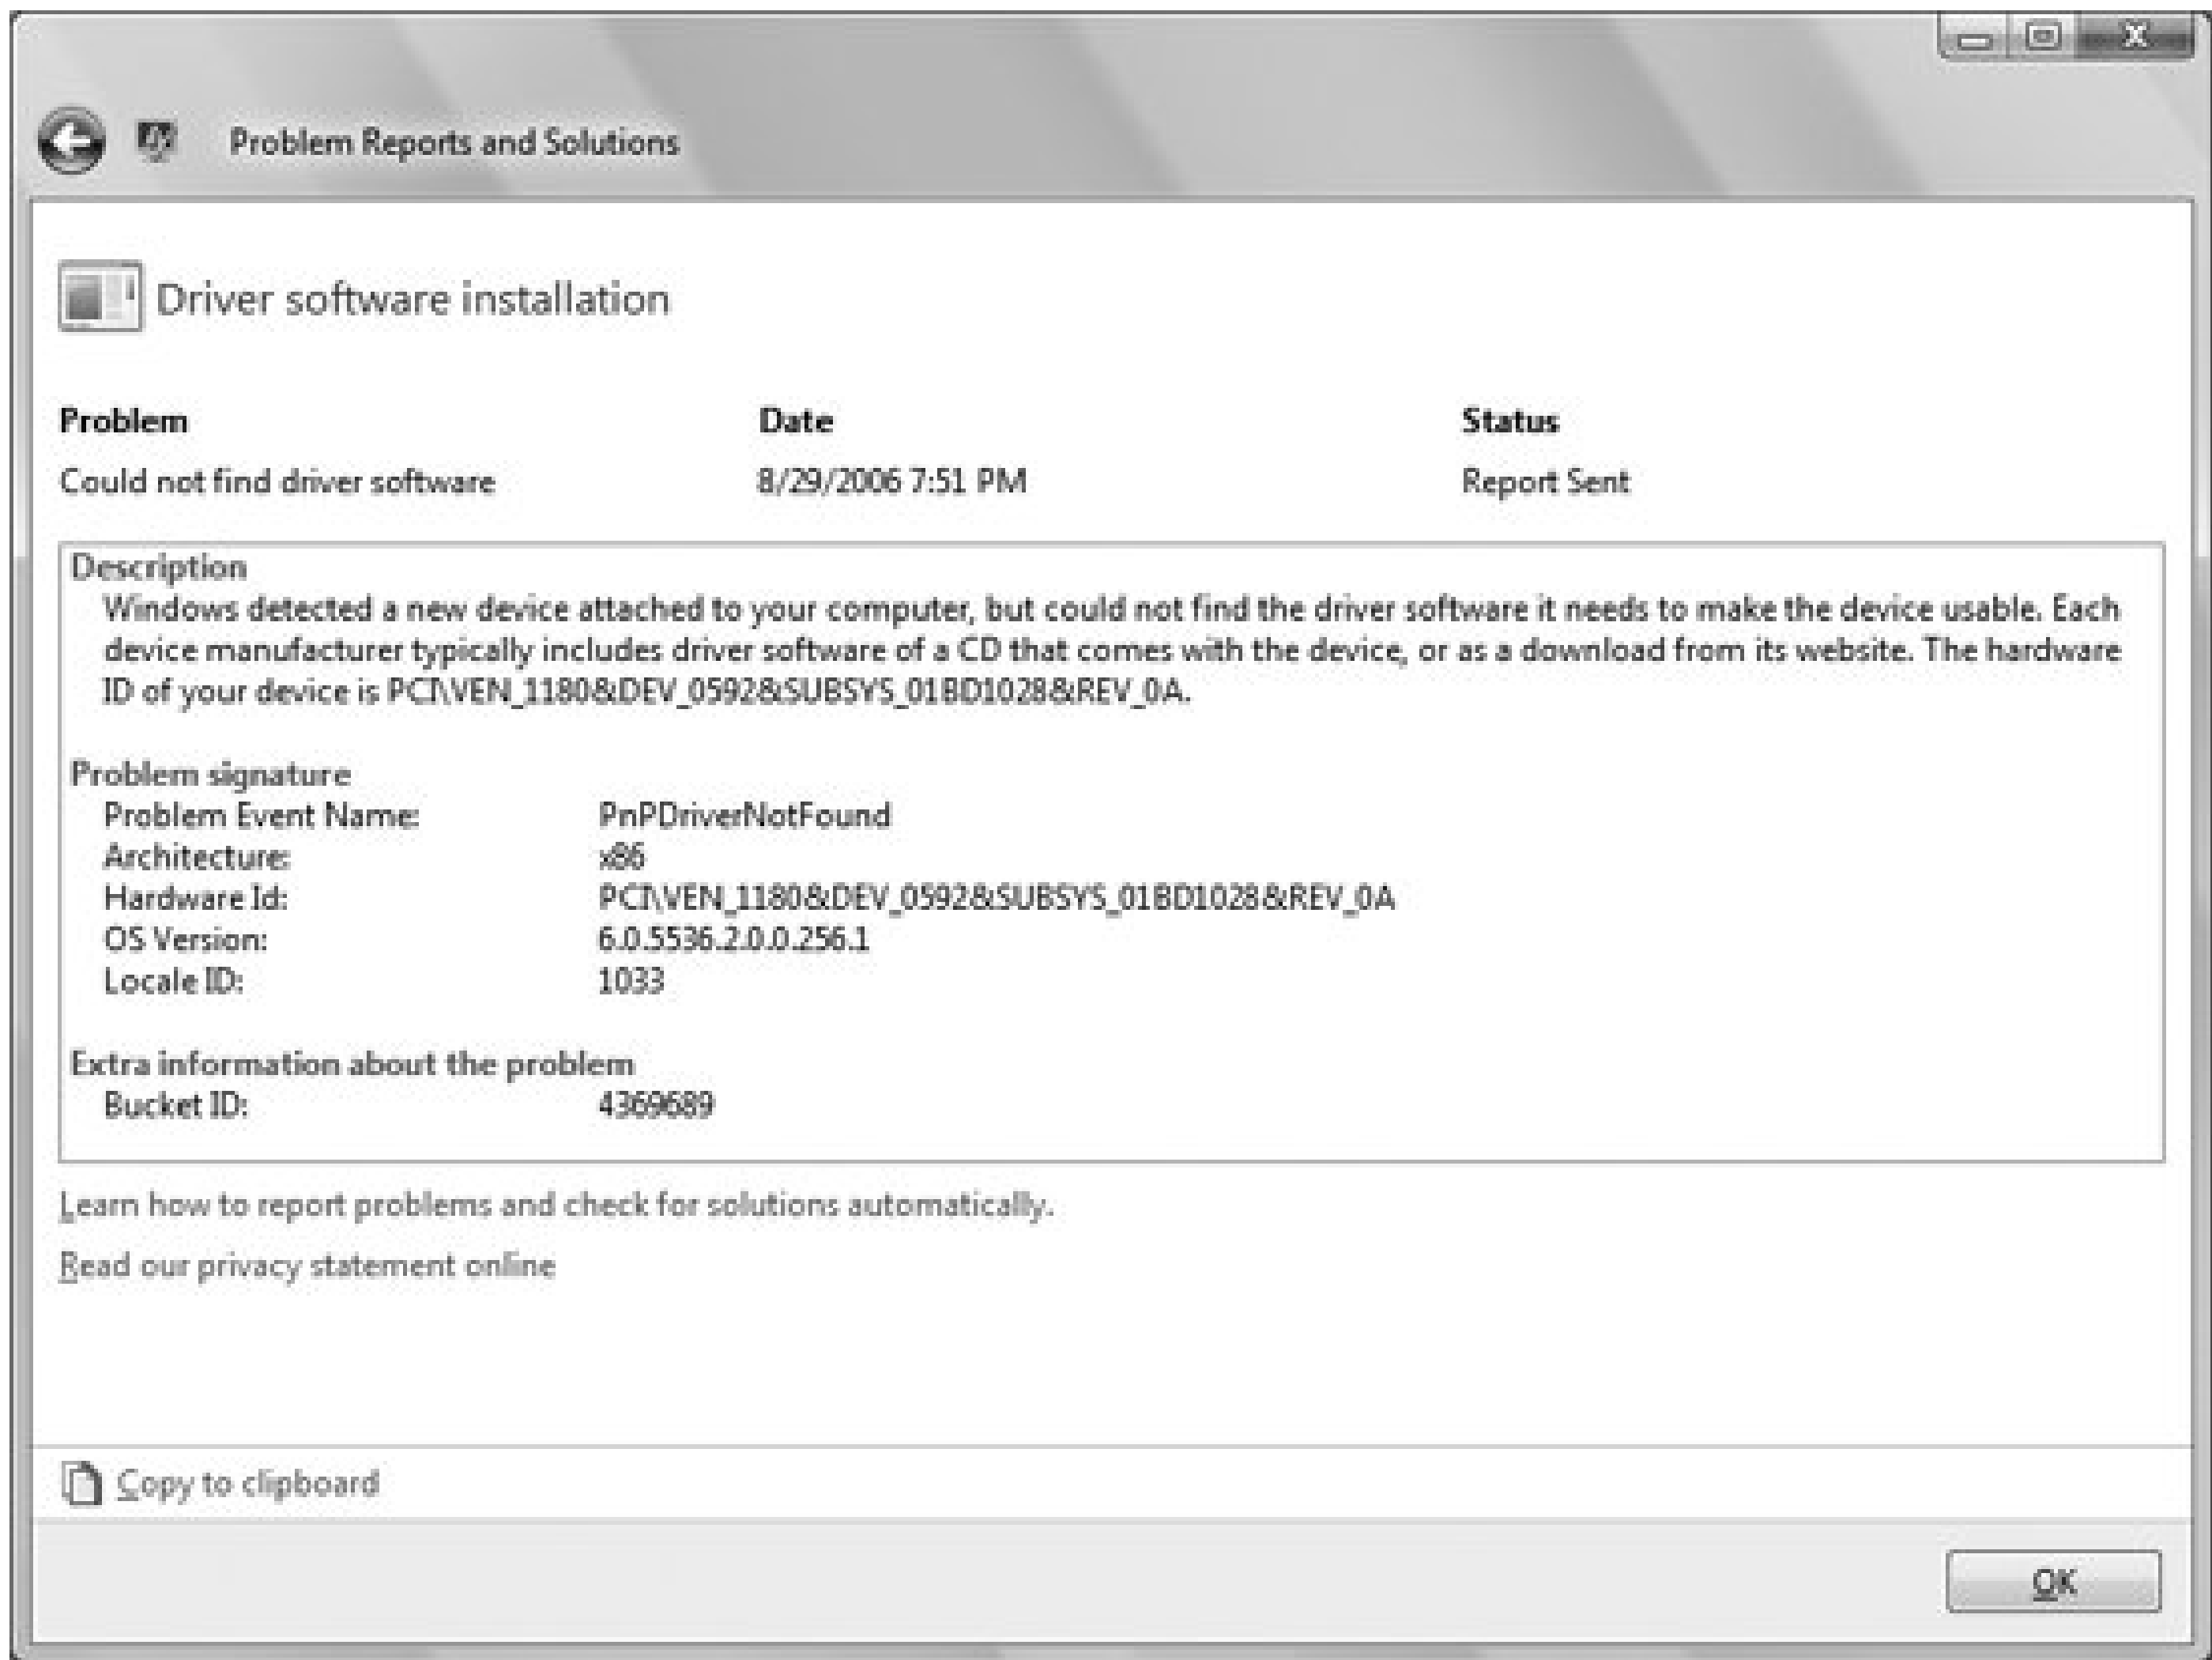 Problem Reports and Solutions
Driver software installation
Problem Date Status
Could not find driver software 8/29/2006 7:51 PM Report Sent
Description
Windows detected a new device attached to your computer, but could not find the driver software it needs to make the device usable. Each
device manufacturer typically includes driver software of a CD that comes with the device, or as a download from its website. The hardware
ID of your device is PCI\VEN_1180&DEV_0592&SUBSYS_01BD1028&REV_0A.
Problem signature
Problem Event Name: PnPDriverNotFound
Architecture: x86
Hardware Id: PCI\VEN_1180&DEV_0592&SUBSYS_01BD1028&REV_0A
OS Version: 6.0.5536.2.0.0.256.1
Locale ID: 1033
Extra information about the problem
Bucket ID: 4369689
Learn how to report problems and check for solutions automatically.
Read our privacy statement online
Copy to clipboard
OK